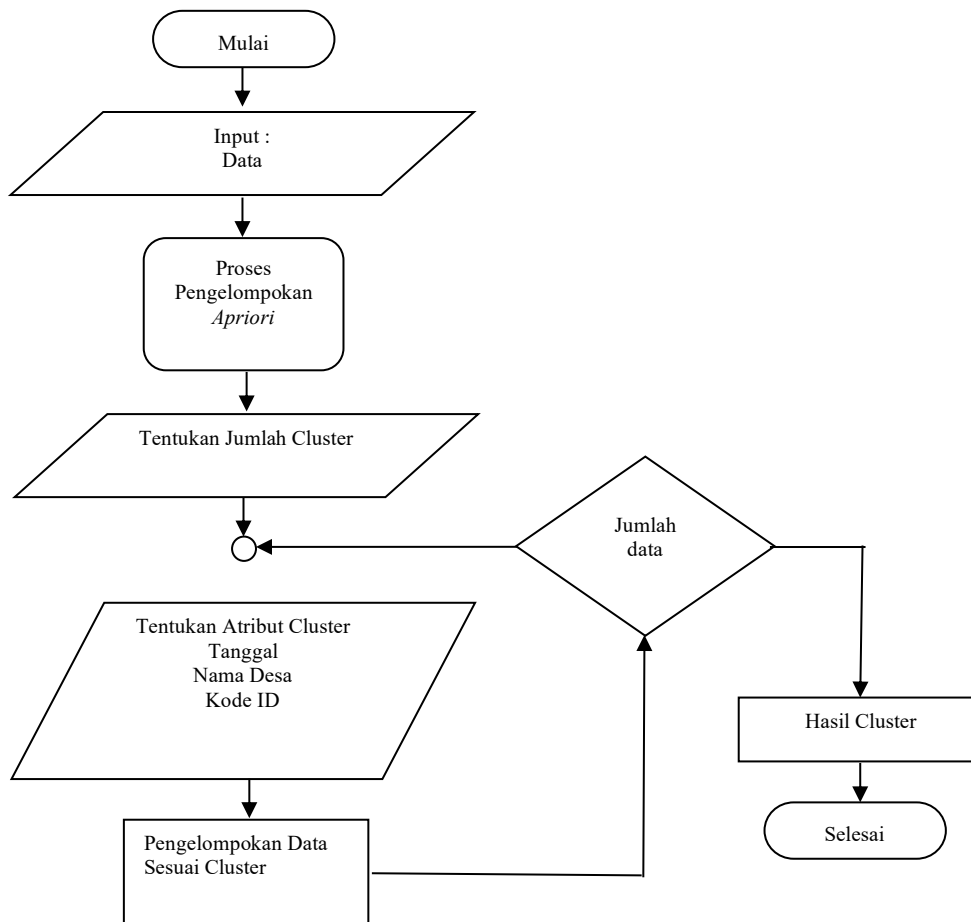 Mulai
Input :
Data
Proses
Pengelompokan
Apriori
Tentukan Jumlah Cluster
Jumlah
data
Tentukan Atribut Cluster
Tanggal
Nama Desa
Kode ID
Hasil Cluster
Pengelompokan Data
Sesuai Cluster
Selesai